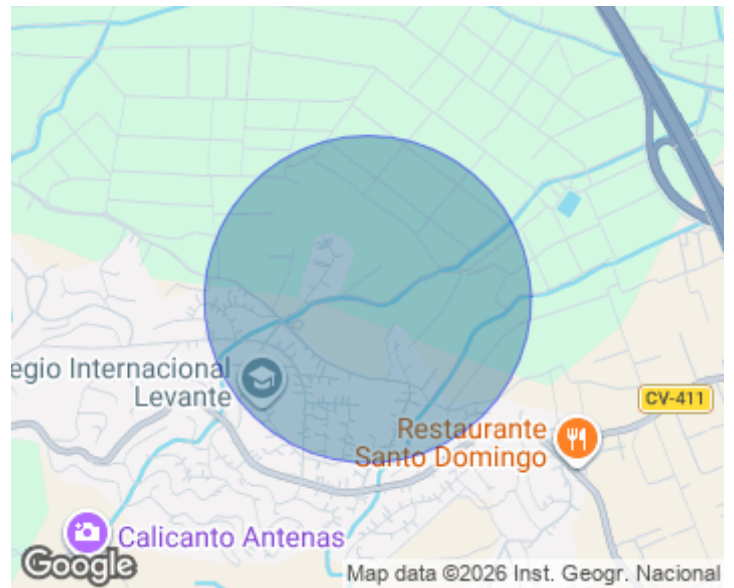 egio Internacional
Levante
CV-411
Restaurante
Santo Domingo
Calicanto Antenas
Google
Map data ©2026 Inst. Geogr. Nacional